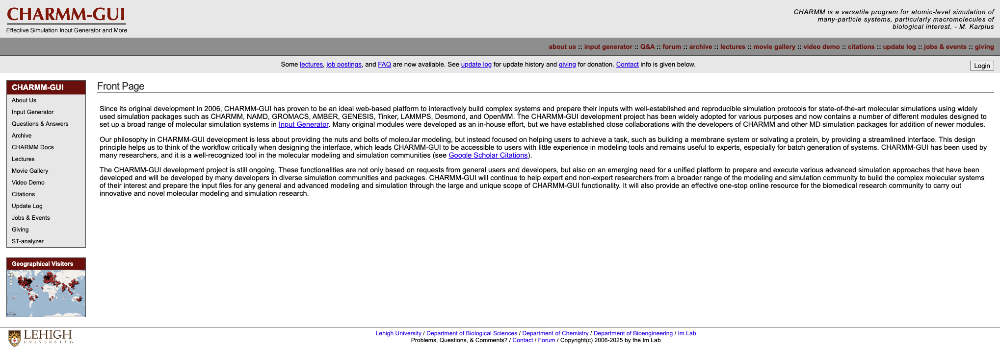 CHARMM-GUI
Effective Simulation Input Generator and More
CHARMM is a versatile program for atomic-level simulation of
many-particle systems, particularly macromolecules of
biological interest. - M. Karplus
about us :: input generator :: Q&A :: forum :: archive :: lectures :: movie gallery :: video demo :: citations :: update log :: jobs & events :: giving
Some lectures, job postings, and FAQ are now available. See update log for update history and giving for donation. Contact info is given below.
Login
CHARMM-GUI
About Us
Input Generator
Questions & Answers
Archive
CHARMM Docs
Lectures
Movie Gallery
Video Demo
Citations
Update Log
Jobs & Events
Giving
ST-analyzer
Geographical Visitors
Google
Front Page
Since its original development in 2006, CHARMM-GUI has proven to be an ideal web-based platform to interactively build complex systems and prepare their inputs with well-established and reproducible simulation protocols for state-of-the-art molecular simulations using widely
used simulation packages such as CHARMM, NAMD, GROMACS, AMBER, GENESIS, Tinker, LAMMPS, Desmond, and OpenMM. The CHARMM-GUI development project has been widely adopted for various purposes and now contains a number of different modules designed to
set up a broad range of molecular simulation systems in Input Generator. Many original modules were developed as an in-house effort, but we have established close collaborations with the developers of CHARMM and other MD simulation packages for addition of newer modules.
Our philosophy in CHARMM-GUI development is less about providing the nuts and bolts of molecular modeling, but instead focused on helping users to achieve a task, such as building a membrane system or solvating a protein, by providing a streamlined interface. This design
principle helps us to think of the workflow critically when designing the interface, which leads CHARMM-GUI to be accessible to users with little experience in modeling tools and remains useful to experts, especially for batch generation of systems. CHARMM-GUI has been used by
many researchers, and it is a well-recognized tool in the molecular modeling and simulation communities (see Google Scholar Citations).
The CHARMM-GUI development project is still ongoing. These functionalities are not only based on requests from general users and developers, but also on an emerging need for a unified platform to prepare and execute various advanced simulation approaches that have been
developed and will be developed by many developers in diverse simulation communities and packages. CHARMM-GUI will continue to help expert and non-expert researchers from a broader range of the modeling and simulation community to build the complex molecular systems
of their interest and prepare the input files for any general and advanced modeling and simulation through the large and unique scope of CHARMM-GUI functionality. It will also provide an effective one-stop online resource for the biomedical research community to carry out
innovative and novel molecular modeling and simulation research.
LEHIGH
UNIVERSITY
Lehigh University / Department of Biological Sciences / Department of Chemistry / Department of Bioengineering / Im Lab
Problems, Questions, & Comments? / Contact / Forum / Copyright(c) 2006-2025 by the Im Lab